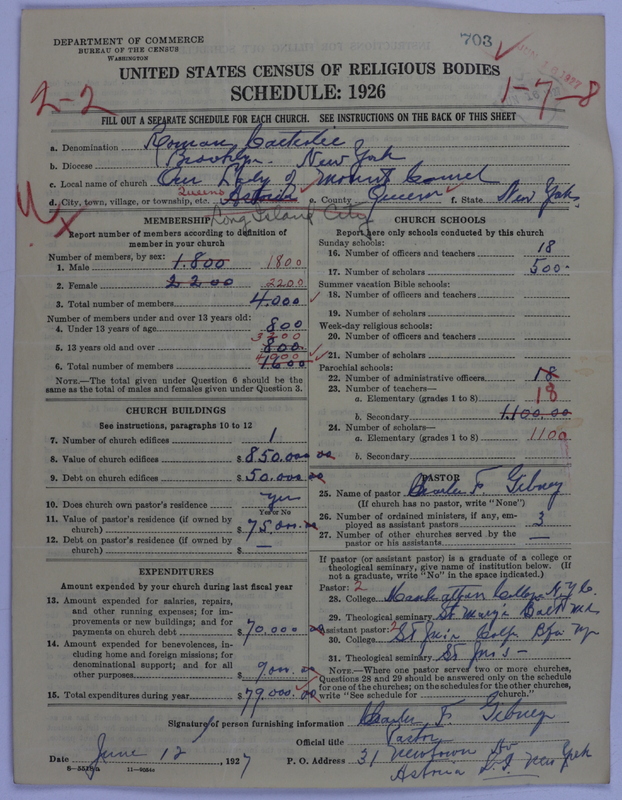 DEPARTMENT OF COMMERCE
BUREAU OF THE CENSUS
WASHINGTON
703
UNITED STATES CENSUS OF RELIGIOUS BODIES
SCHEDULE: 1926
2-2
1-7-8
FILL OUT A SEPARATE SCHEDULE FOR EACH CHURCH. SEE INSTRUCTIONS ON THE BACK OF THIS SHEET
a. Denomination Roman Catholic
b. Diocese Brooklyn - New York
c. Local name of church Our Lady of Mount Carmel
d. City, town, village, or township, etc. Queens Astoria e. County Queens f. State New York
Long Island City
MEMBERSHIP
Report number of members according to definition of
member in your church
Number of members, by sex:
1. Male 1.800 1800
2. Female 2200 2200
3. Total number of members 4.000
Number of members under and over 13 years old:
4. Under 13 years of age 800
5. 13 years old and over 3200 800
6. Total number of members 4000 1600
NOTE.—The total given under Question 6 should be the
same as the total of males and females given under Question 3.
CHURCH BUILDINGS
See instructions, paragraphs 10 to 12
7. Number of church edifices 1
8. Value of church edifices $ 850.000 00
9. Debt on church edifices $ 50.000 00
10. Does church own pastor's residence yes
Yes or No
11. Value of pastor's residence (if owned by
church) $ 75.000 00
12. Debt on pastor's residence (if owned by
church) $ —
EXPENDITURES
Amount expended by your church during last fiscal year
13. Amount expended for salaries, repairs,
and other running expenses; for im-
provements or new buildings; and for
payments on church debt $ 70.000 00
14. Amount expended for benevolences, in-
cluding home and foreign missions; for
denominational support; and for all
other purposes $ 9000.00
15. Total expenditures during year $ 79.000.00
CHURCH SCHOOLS
Report here only schools conducted by this church
Sunday schools:
16. Number of officers and teachers 18
17. Number of scholars 500-
Summer vacation Bible schools:
18. Number of officers and teachers
19. Number of scholars
Week-day religious schools:
20. Number of officers and teachers
21. Number of scholars
Parochial schools:
22. Number of administrative officers 18
23. Number of teachers—
a. Elementary (grades 1 to 8) 18
b. Secondary 1.100.00
24. Number of scholars—
a. Elementary (grades 1 to 8) 1100
b. Secondary
PASTOR
25. Name of pastor Charles F. Gibney
(If church has no pastor, write "None")
26. Number of ordained ministers, if any, em-
ployed as assistant pastors 3
27. Number of other churches served by the
pastor or his assistants —
If pastor (or assistant pastor) is a graduate of a college or
theological seminary, give name of institution below. (If
not a graduate, write "No" in the space indicated.)
Pastor: 2
28. College Manhattan College N.Y.C.
29. Theological seminary St Mary's Balt Md
Assistant pastor: 2
30. College
31. Theological seminary
NOTE.—Where one pastor serves two or more churches,
Questions 28 and 29 should be answered only on the schedule
for one of the churches; on the schedules for the other churches,
write "See schedule for church."
Signature of person furnishing information Charles F. Gibney
Official title Pastor
Date June 12, 1927 P. O. Address 31 Newtown Av
Astoria L.I. New York
11—8054a